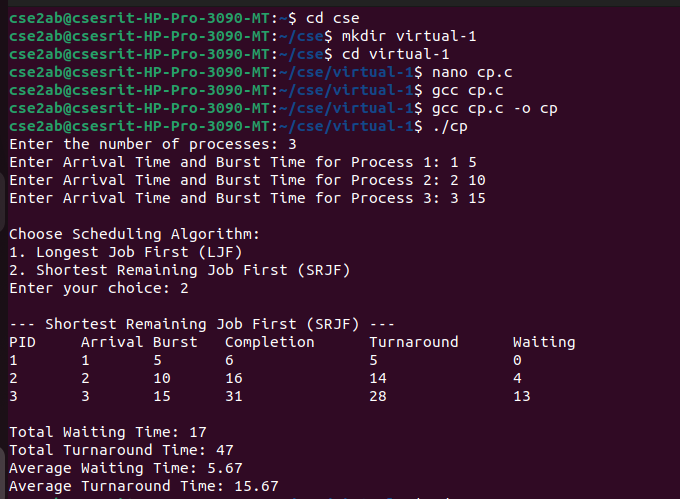 cse2ab@csesrit-HP-Pro-3090-MT:~$ cd cse
cse2ab@csesrit-HP-Pro-3090-MT:~/cse$ mkdir virtual-1
cse2ab@csesrit-HP-Pro-3090-MT:~/cse$ cd virtual-1
cse2ab@csesrit-HP-Pro-3090-MT:~/cse/virtual-1$ nano cp.c
cse2ab@csesrit-HP-Pro-3090-MT:~/cse/virtual-1$ gcc cp.c
cse2ab@csesrit-HP-Pro-3090-MT:~/cse/virtual-1$ gcc cp.c -o cp
cse2ab@csesrit-HP-Pro-3090-MT:~/cse/virtual-1$ ./cp
Enter the number of processes: 3
Enter Arrival Time and Burst Time for Process 1: 1 5
Enter Arrival Time and Burst Time for Process 2: 2 10
Enter Arrival Time and Burst Time for Process 3: 3 15

Choose Scheduling Algorithm:
1. Longest Job First (LJF)
2. Shortest Remaining Job First (SRJF)
Enter your choice: 2

--- Shortest Remaining Job First (SRJF) ---
PID     Arrival Burst   Completion      Turnaround      Waiting
1       1       5       6               5               0
2       2       10      16              14              4
3       3       15      31              28              13

Total Waiting Time: 17
Total Turnaround Time: 47
Average Waiting Time: 5.67
Average Turnaround Time: 15.67